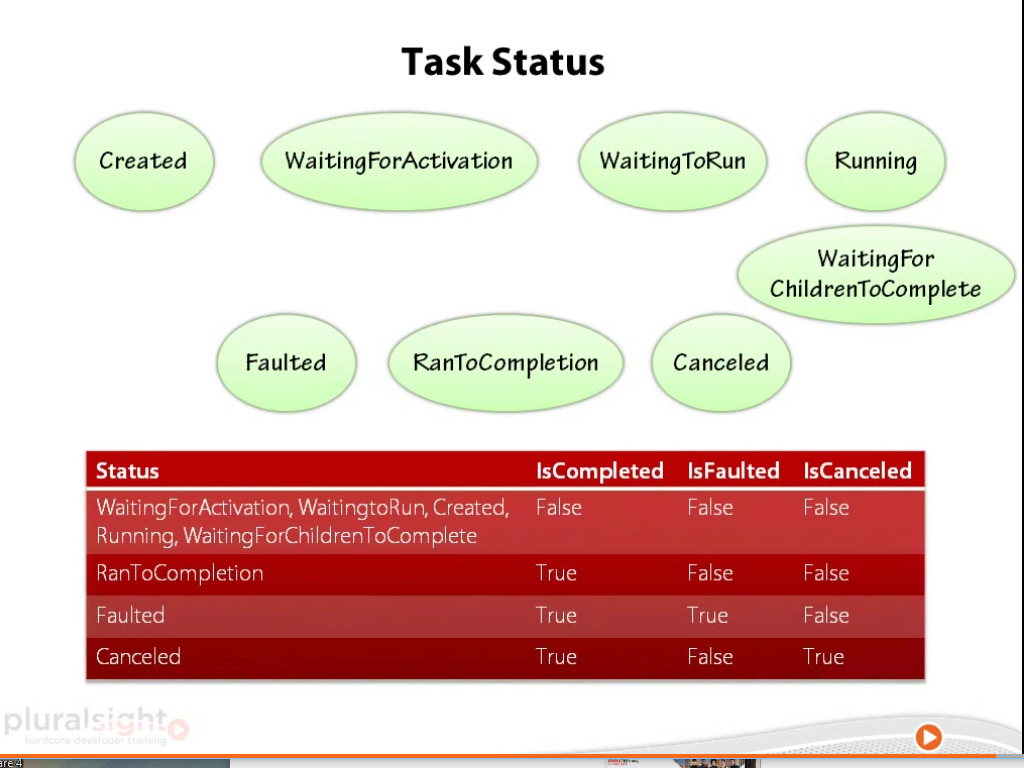 Task Status
Created WaitingForActivation WaitingToRun Running
WaitingFor
ChildrenToComplete
Faulted RanToCompletion Canceled
Status IsCompleted IsFaulted IsCanceled
WaitingForActivation, WaitingtoRun, Created, False False False
Running, WaitingForChildrenToComplete
RanToCompletion True False False
Faulted True True False
Canceled True False True
pluralsight
hardcore developer training
are 4